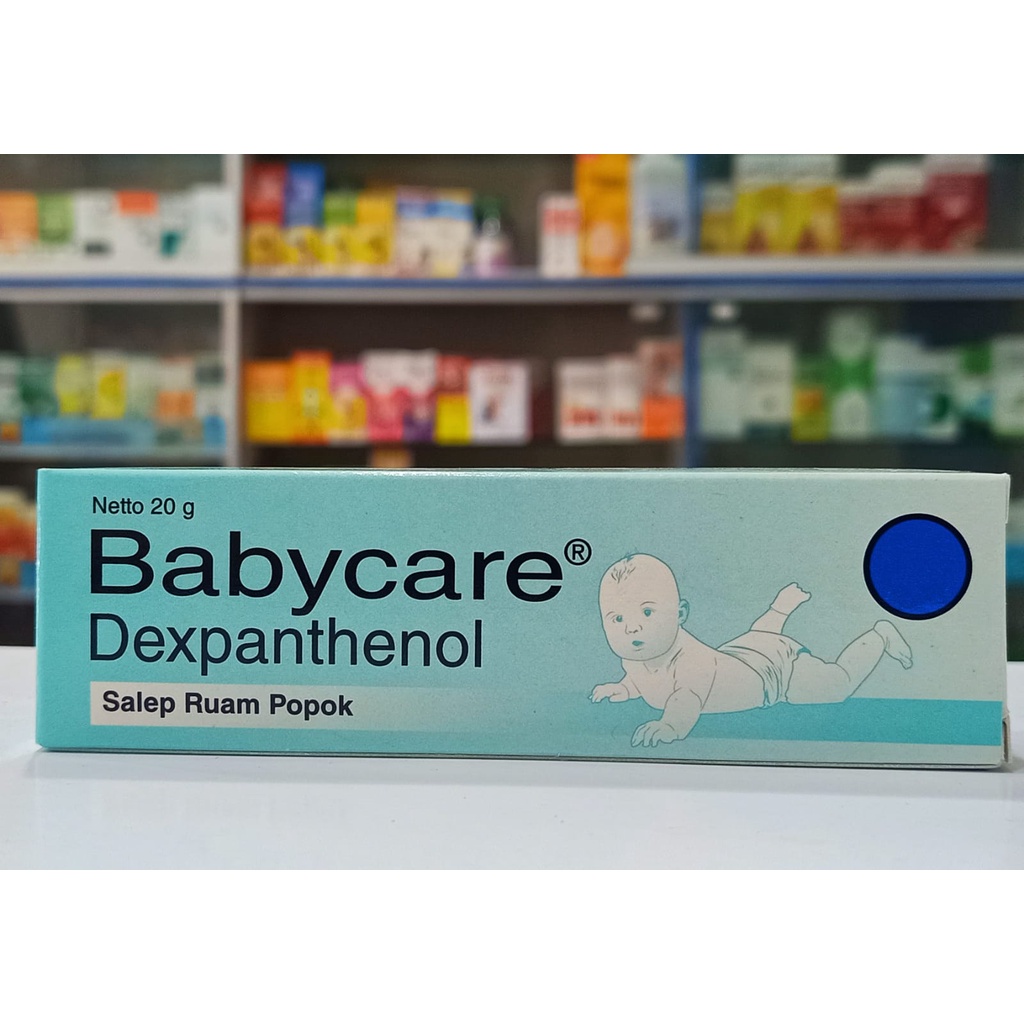 Netto 20 g
Babycare®
Dexpanthenol
Salep Ruam Popok